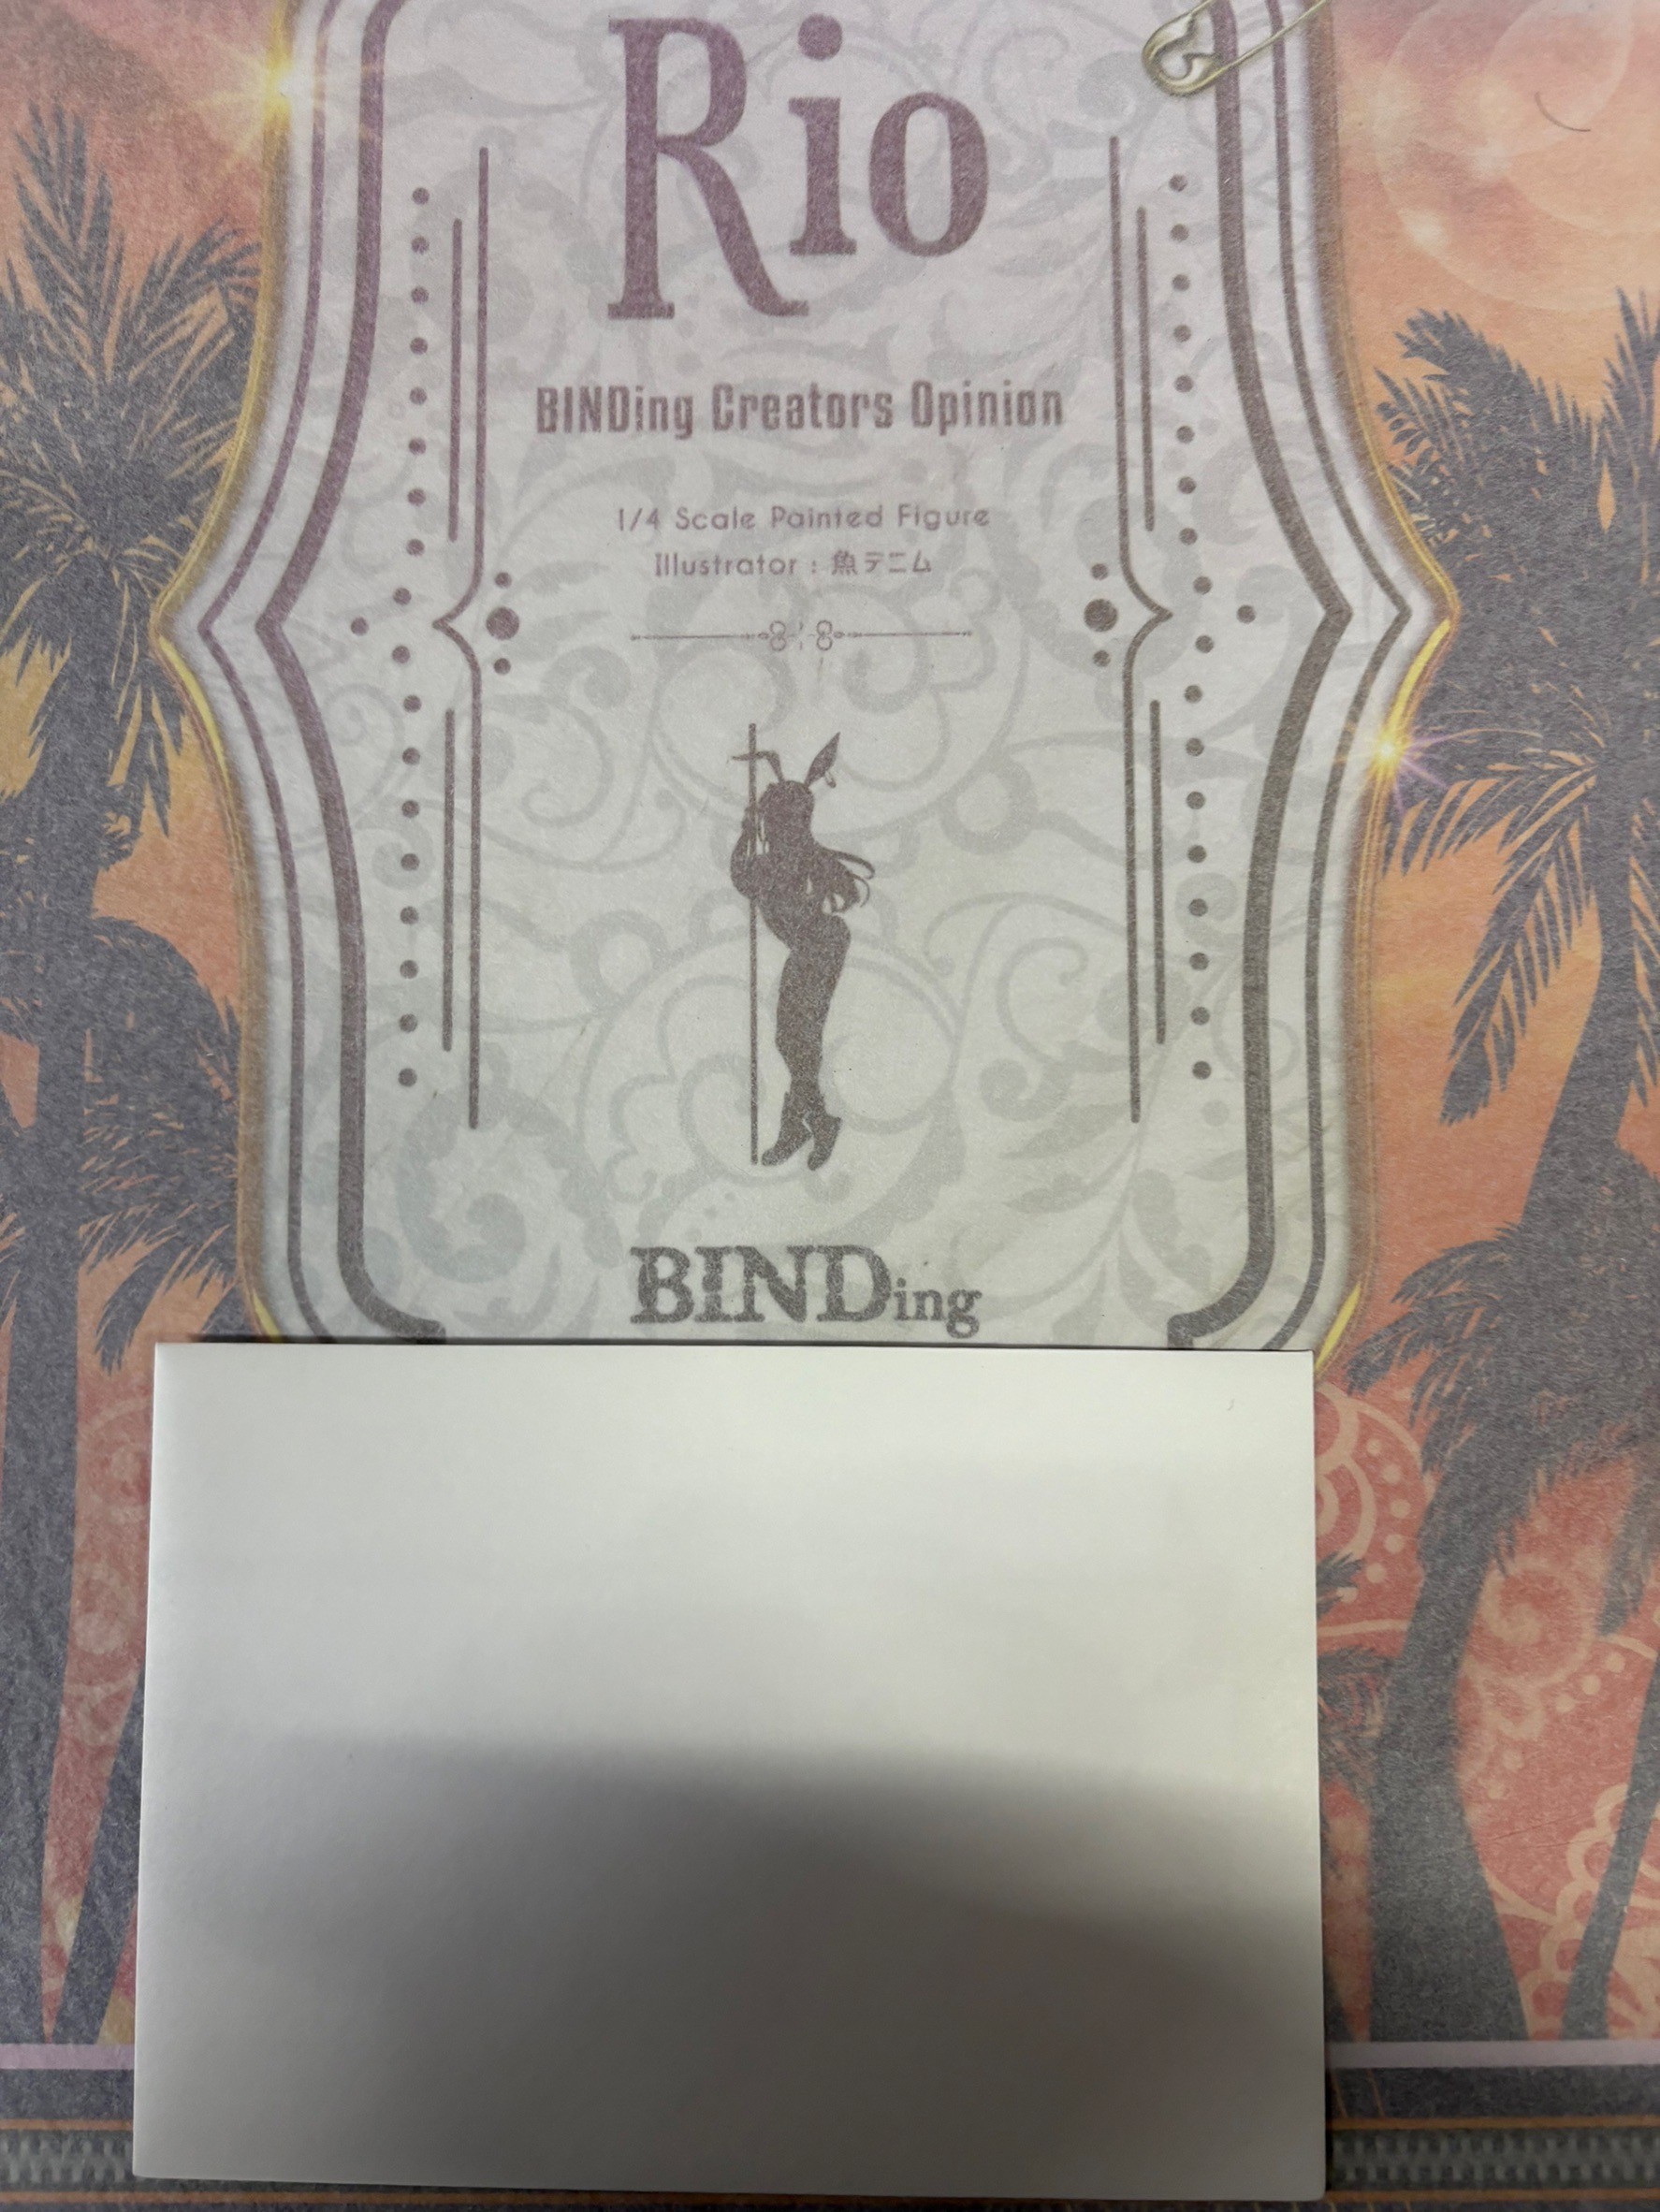 Rio
BINDing Creators Opinion
1/4 Scale Painted Figure
Illustrator : 魚デニム
BINDing